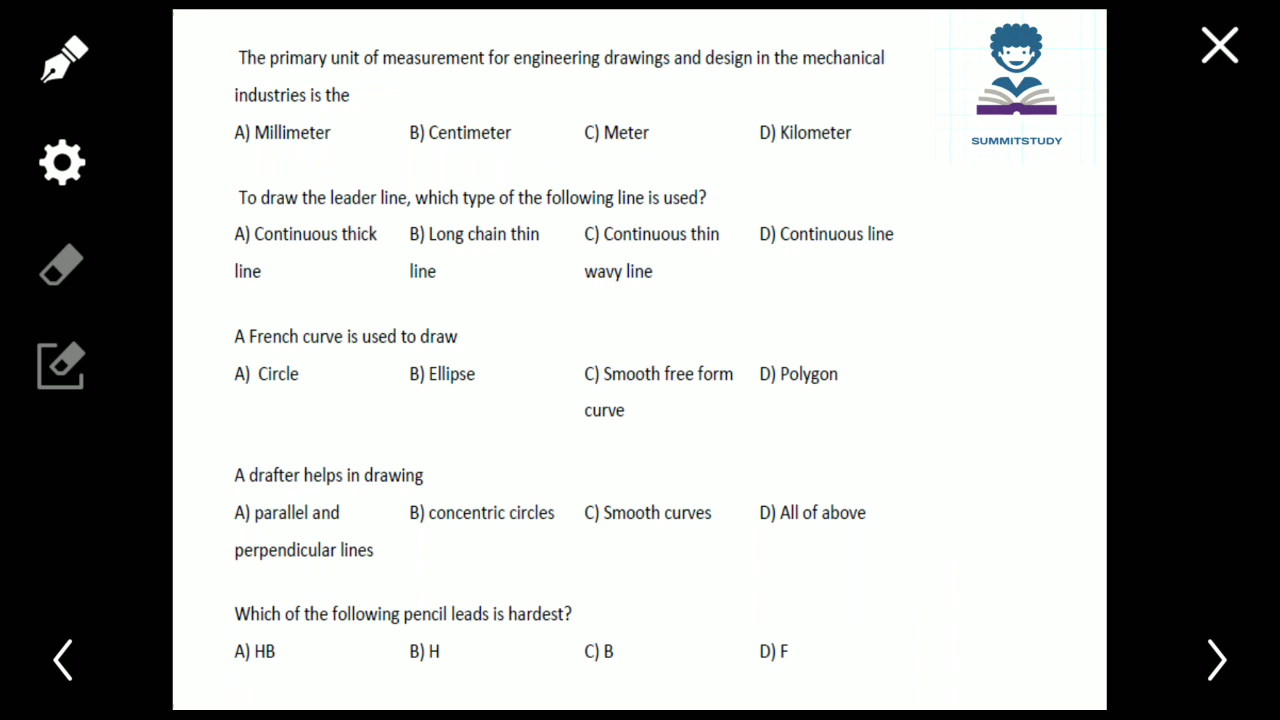 The primary unit of measurement for engineering drawings and design in the mechanical
industries is the
A) Millimeter B) Centimeter C) Meter D) Kilometer
SUMMITSTUDY
To draw the leader line, which type of the following line is used?
A) Continuous thick B) Long chain thin C) Continuous thin D) Continuous line
line line wavy line
A French curve is used to draw
A) Circle B) Ellipse C) Smooth free form D) Polygon
curve
A drafter helps in drawing
A) parallel and B) concentric circles C) Smooth curves D) All of above
perpendicular lines
Which of the following pencil leads is hardest?
A) HB B) H C) B D) F